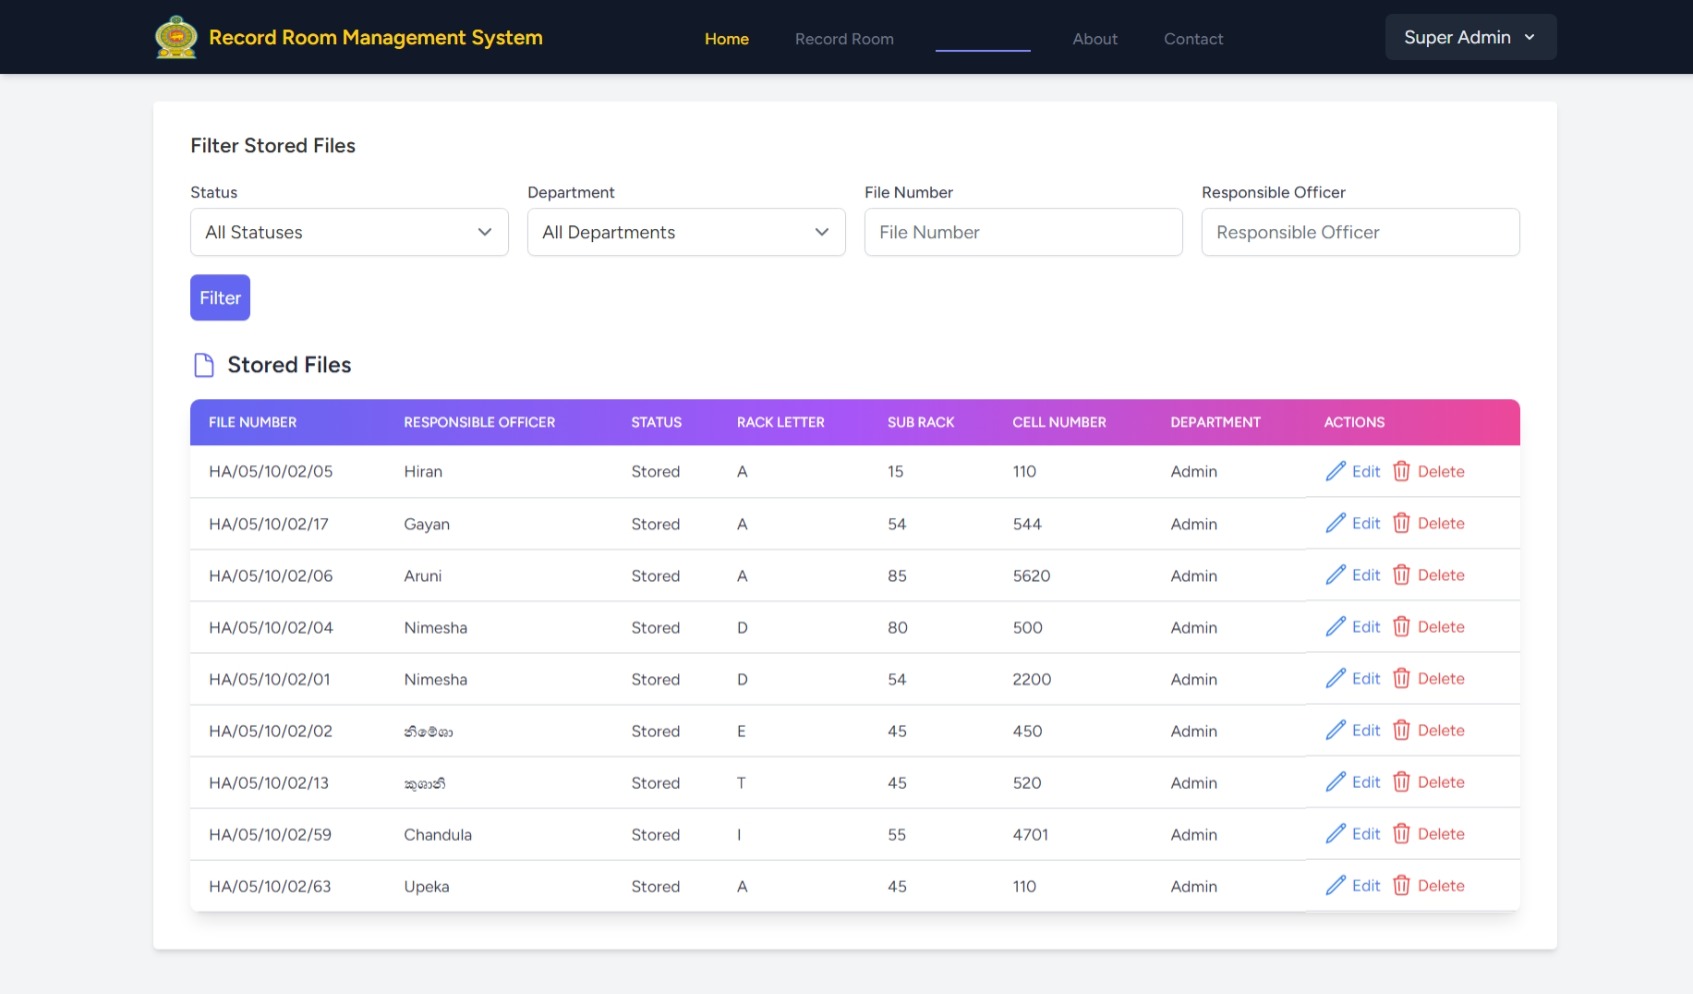 Record Room Management System Home Record Room About Contact Super Admin
Filter Stored Files
Status Department File Number Responsible Officer
All Statuses All Departments File Number Responsible Officer
Filter
Stored Files
FILE NUMBER RESPONSIBLE OFFICER STATUS RACK LETTER SUB RACK CELL NUMBER DEPARTMENT ACTIONS
HA/05/10/02/05 Hiran Stored A 15 110 Admin Edit Delete
HA/05/10/02/17 Gayan Stored A 54 544 Admin Edit Delete
HA/05/10/02/06 Aruni Stored A 85 5620 Admin Edit Delete
HA/05/10/02/04 Nimesha Stored D 80 500 Admin Edit Delete
HA/05/10/02/01 Nimesha Stored D 54 2200 Admin Edit Delete
HA/05/10/02/02 නිමේශා Stored E 45 450 Admin Edit Delete
HA/05/10/02/13 කුශානි Stored T 45 520 Admin Edit Delete
HA/05/10/02/59 Chandula Stored I 55 4701 Admin Edit Delete
HA/05/10/02/63 Upeka Stored A 45 110 Admin Edit Delete